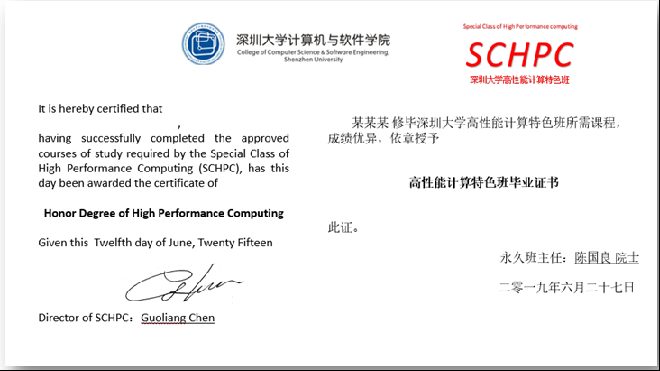 深圳大学计算机与软件学院
College of Computer Science & Software Engineering,
Shenzhen University
Special Class of High Performance computing
SCHPC
深圳大学高性能计算特色班
It is hereby certified that
,
having successfully completed the approved
courses of study required by the Special Class of
High Performance Computing (SCHPC), has this
day been awarded the certificate of
Honor Degree of High Performance Computing
Given this Twelfth day of June, Twenty Fifteen
Director of SCHPC：Guoliang Chen
某某某 修毕深圳大学高性能计算特色班所需课程，
成绩优异，依章授予
高性能计算特色班毕业证书
此证。
永久班主任：陈国良 院士
二零一九年六月二十七日